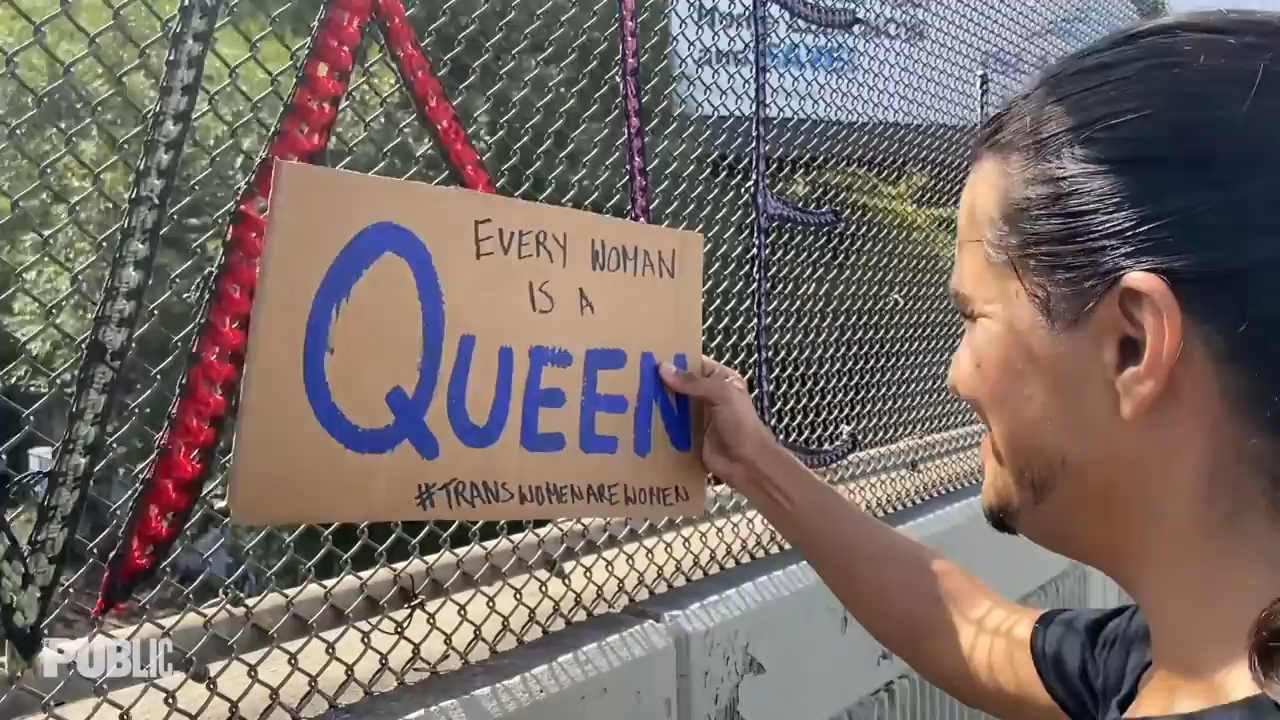 EVERY WOMAN
IS A
QUEEN
#TRANSWOMENAREWOMEN
PUBLIC